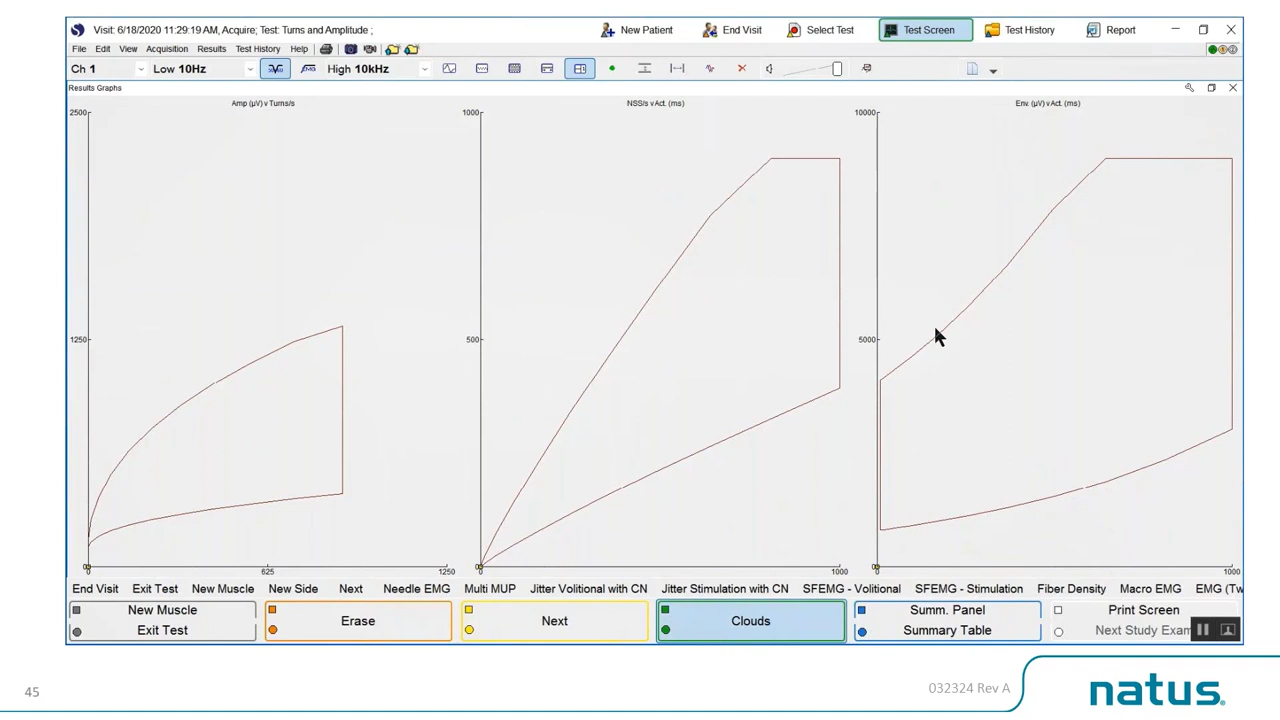 Visit: 6/18/2020 11:29:19 AM, Acquire; Test: Turns and Amplitude ;
New Patient
End Visit
Select Test
Test Screen
Test History
Report
File Edit View Acquisition Results Test History Help
Ch 1 Low 10Hz High 10kHz
Results Graphs
Amp (µV) v Turns/s
2500
1250
0
625
1250
NSS/s v Act. (ms)
1000
500
0
1000
Env. (µV) v Act. (ms)
10000
5000
0
1000
End Visit Exit Test New Muscle New Side Next Needle EMG Multi MUP Jitter Volitional with CN Jitter Stimulation with CN SFEMG - Volitional SFEMG - Stimulation Fiber Density Macro EMG EMG (Tw
New Muscle
Exit Test
Erase
Next
Clouds
Summ. Panel
Summary Table
Print Screen
Next Study Exam
45
032324 Rev A
natus.